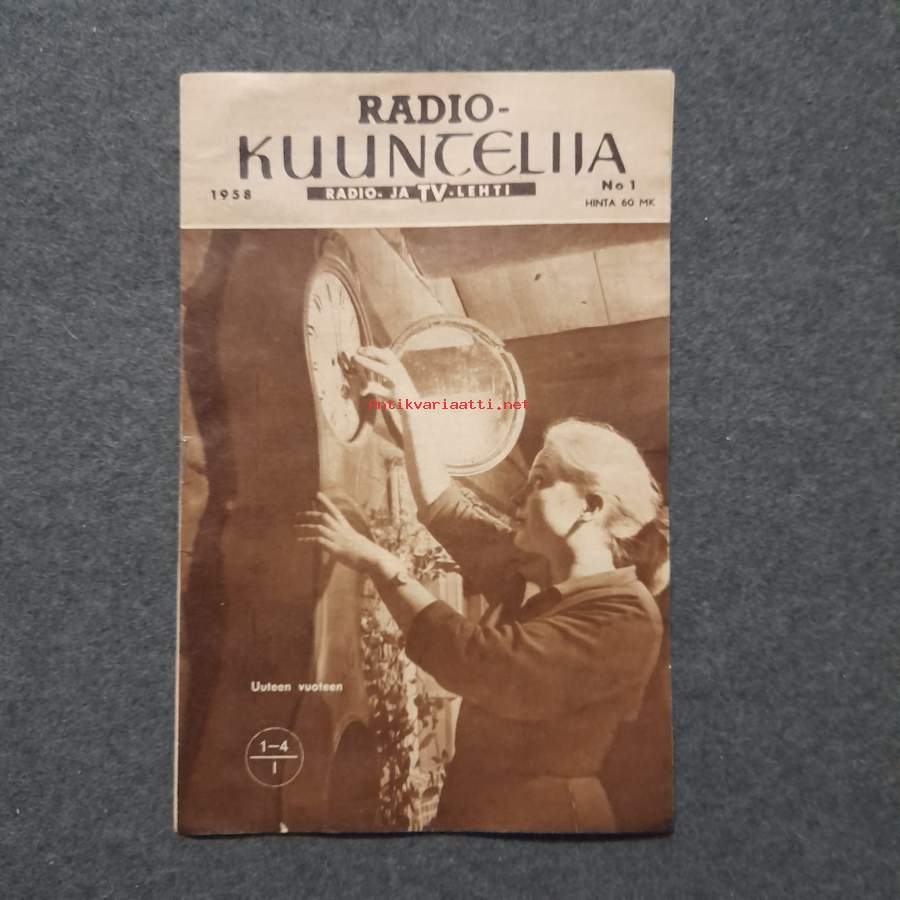 RADIO-
KUUNTELIJA
1958
RADIO- JA TV-LEHTI
No 1
HINTA 60 MK
Antikvariaatti.net
Uuteen vuoteen
1–4
I